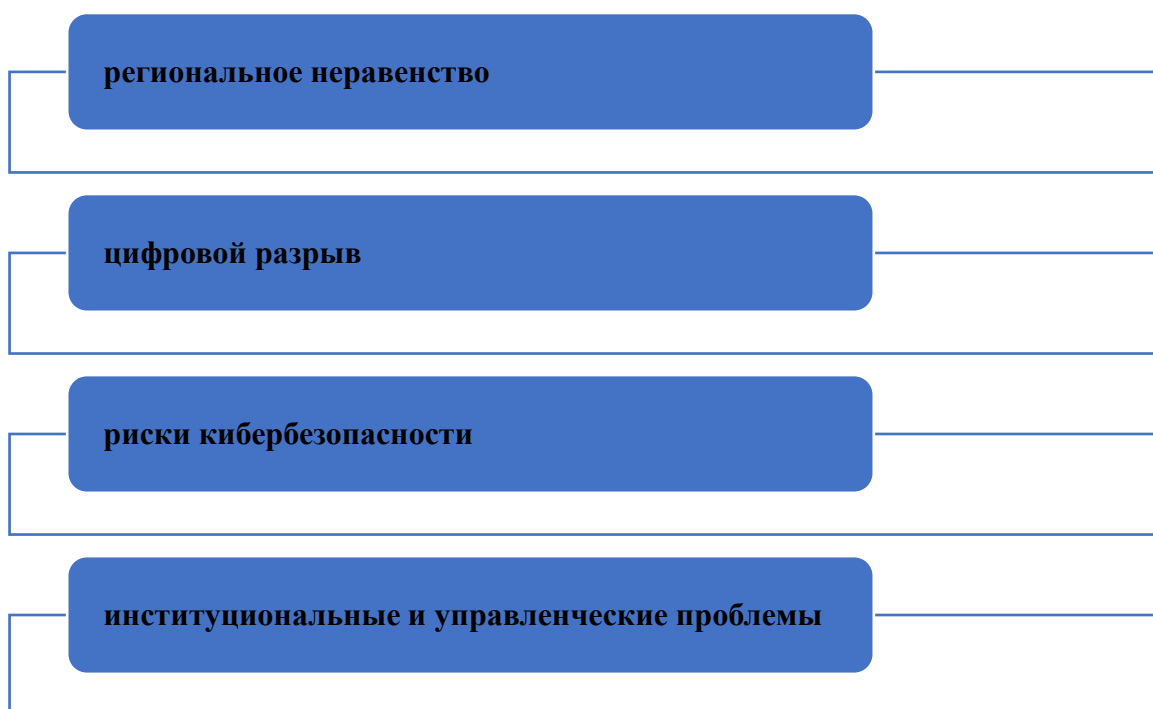 региональное неравенство
цифровой разрыв
риски кибербезопасности
институциональные и управленческие проблемы